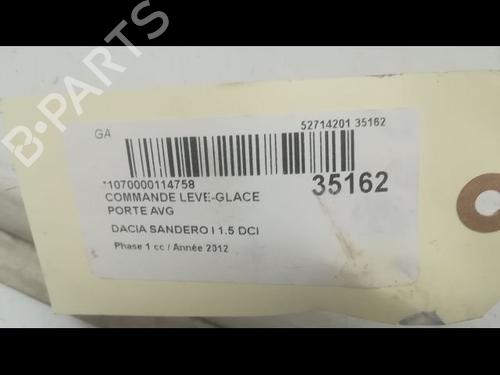 B-PARTS
GA
52714201 35162
*1070000114758
35162
COMMANDE LEVE-GLACE
PORTE AVG
DACIA SANDERO I 1.5 DCI
Phase 1 cc / Année 2012